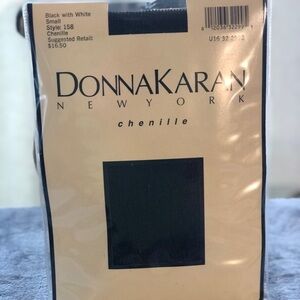 Black with White
Small
Style: 158
Chenille
Suggested Retail:
$16.50
DONNAKARAN
NEW YORK
chenille